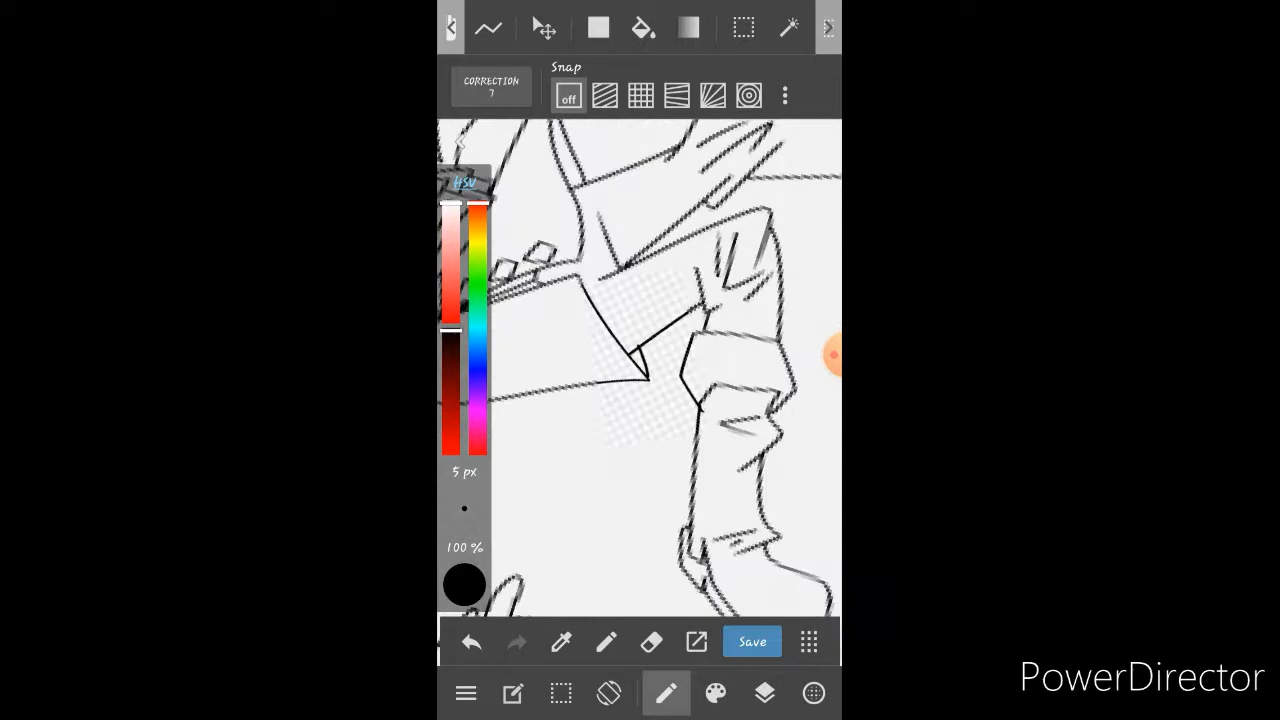 Snap
CORRECTION
7
off
HSV
5 px
100 %
Save
PowerDirector